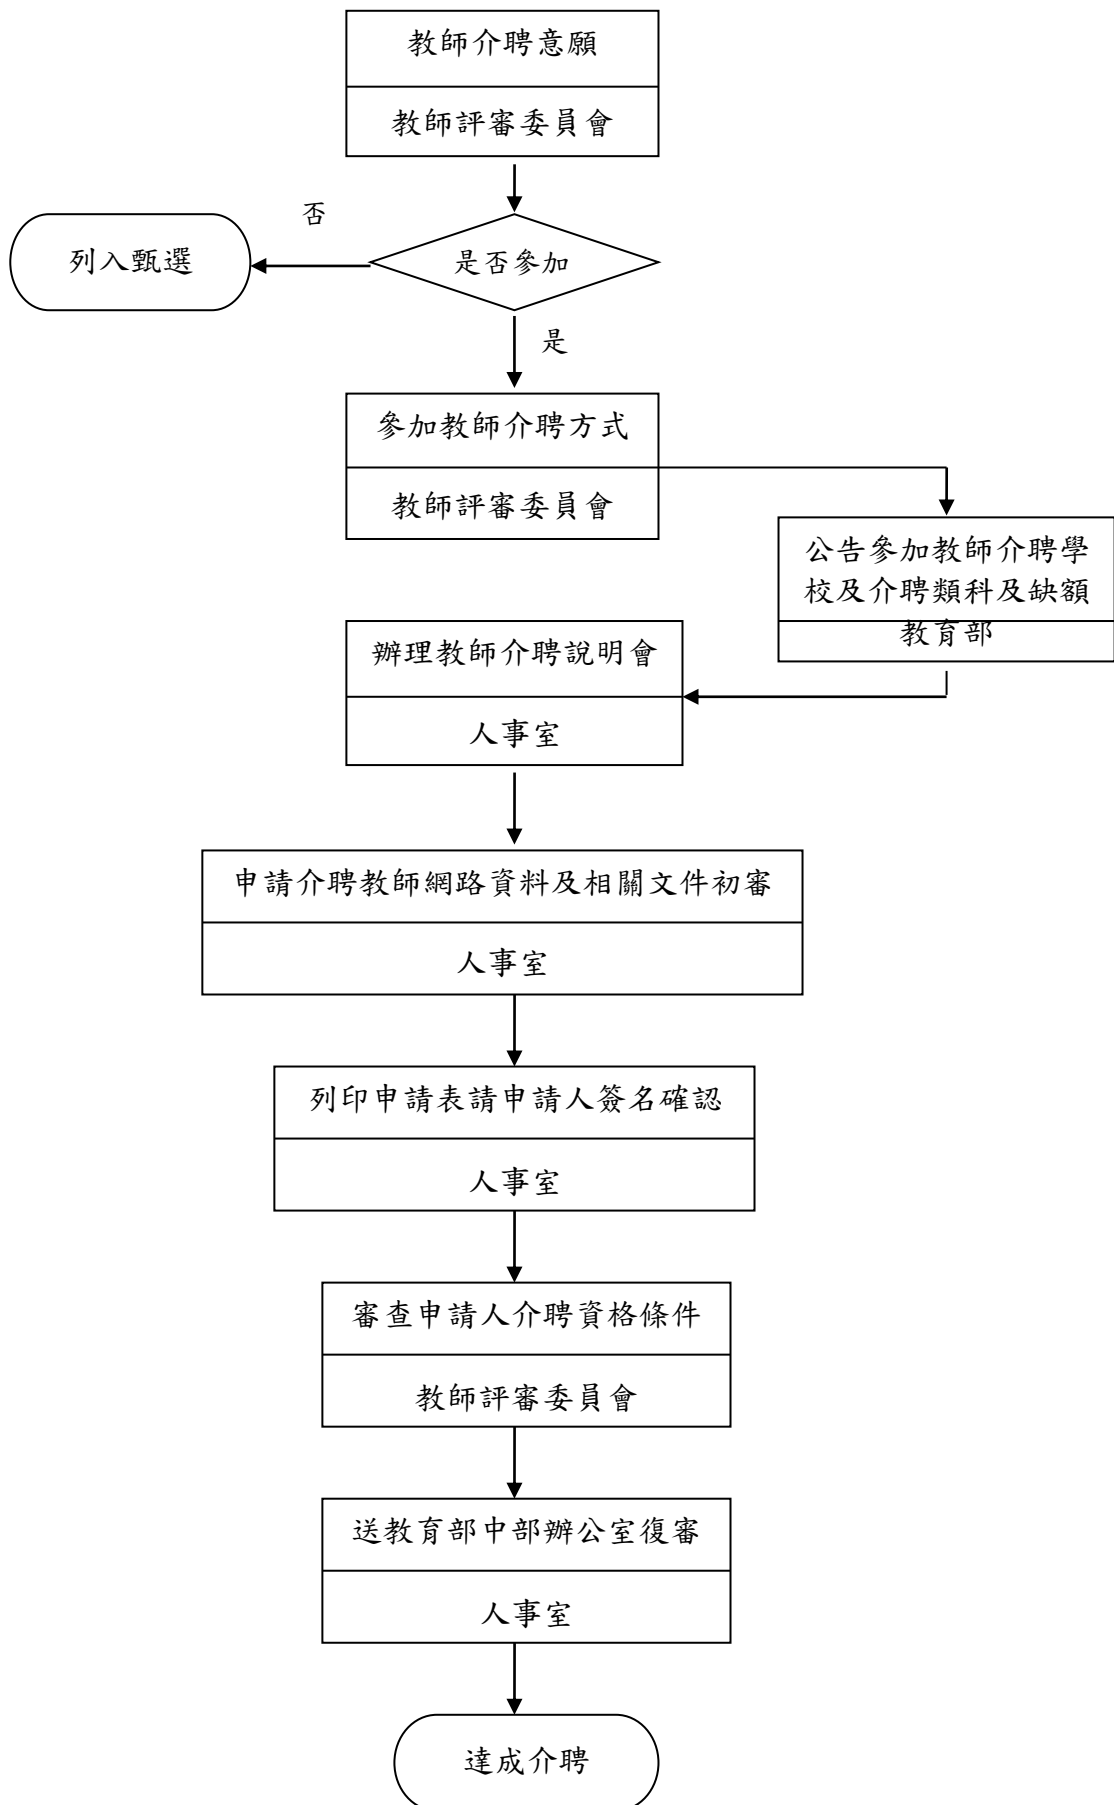 教師介聘意願
教師評審委員會
否
列入甄選
是否參加
是
參加教師介聘方式
教師評審委員會
公告參加教師介聘學
校及介聘類科及缺額
教育部
辦理教師介聘說明會
人事室
申請介聘教師網路資料及相關文件初審
人事室
列印申請表請申請人簽名確認
人事室
審查申請人介聘資格條件
教師評審委員會
送教育部中部辦公室復審
人事室
達成介聘